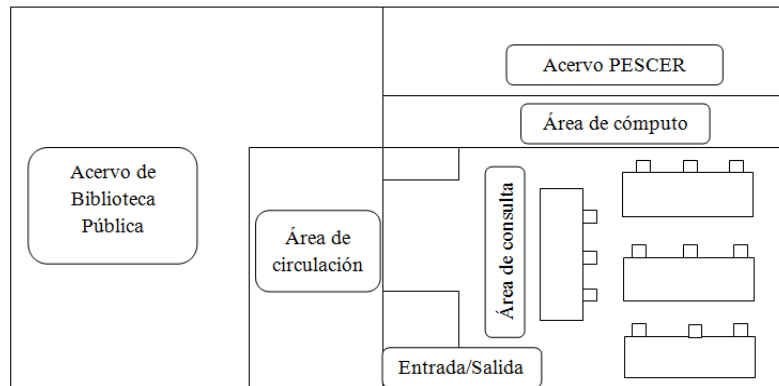 Acervo PESCER
Área de cómputo
Acervo de
Biblioteca
Pública
Área de
circulación
Área de consulta
Entrada/Salida